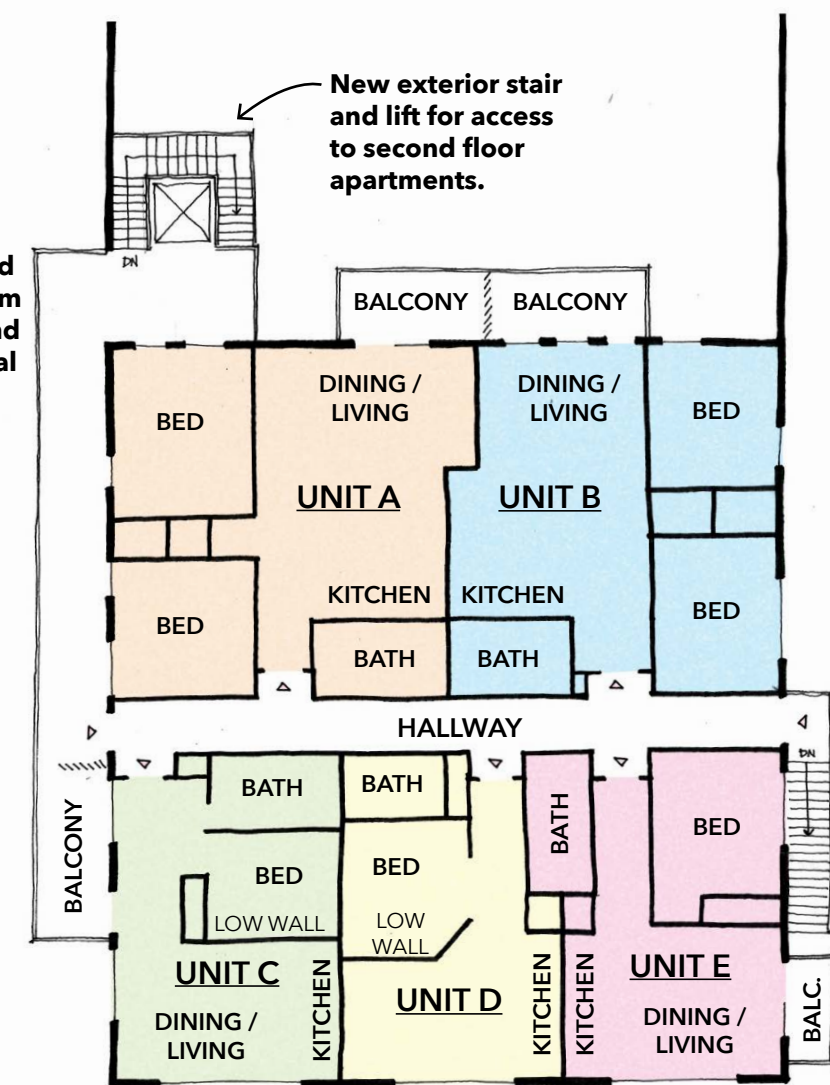 New exterior stair
and lift for access
to second floor
apartments.
DN
d
m
nd
al
BALCONY
BALCONY
DINING /
LIVING
DINING /
LIVING
BED
BED
UNIT A
UNIT B
KITCHEN
KITCHEN
BED
BED
BATH
BATH
HALLWAY
DN
BATH
BATH
BATH
BED
BALCONY
BED
BED
LOW WALL
LOW
WALL
UNIT C
UNIT D
UNIT E
KITCHEN
KITCHEN
KITCHEN
DINING /
LIVING
DINING /
LIVING
BALC.